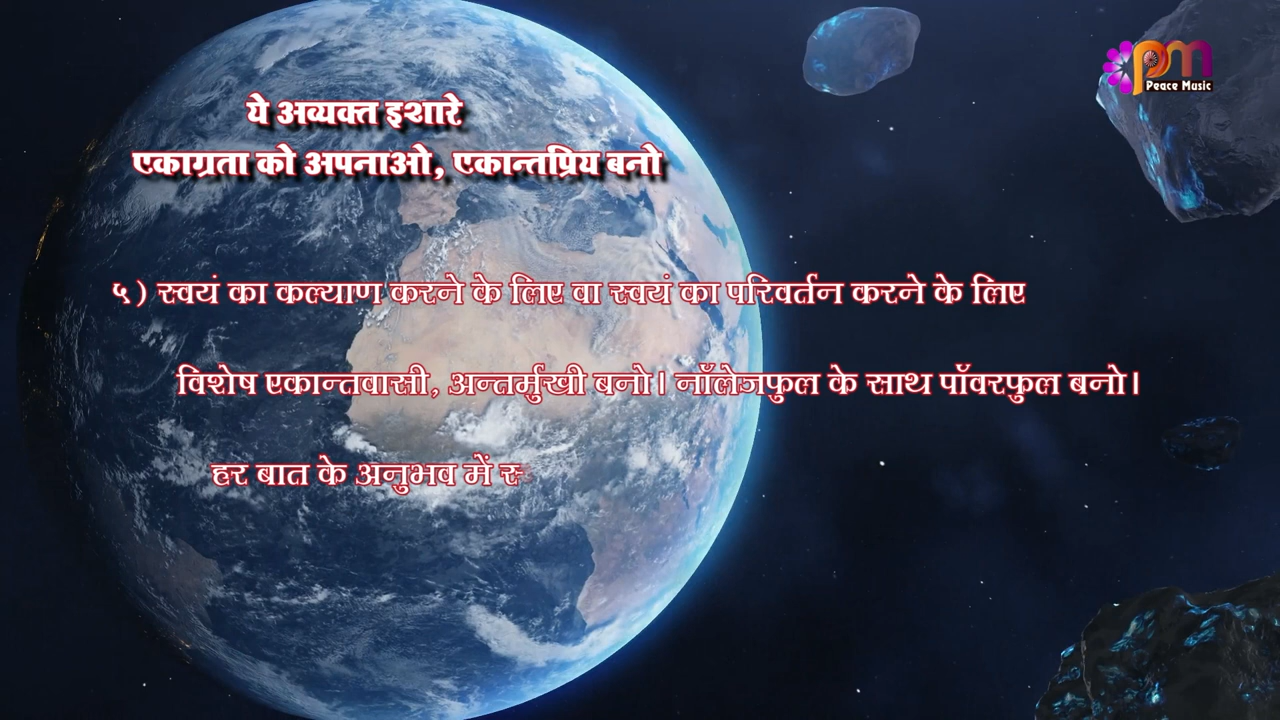 ये अव्यक्त इशारे
एकाग्रता को अपनाओ, एकान्तप्रिय बनो
५) स्वयं का कल्याण करने के लिए वा स्वयं का परिवर्तन करने के लिए
विशेष एकान्तवासी, अन्तर्मुखी बनो। नॉलेजफुल के साथ पॉवरफुल बनो।
हर बात के अनुभव में
pm
Peace Music